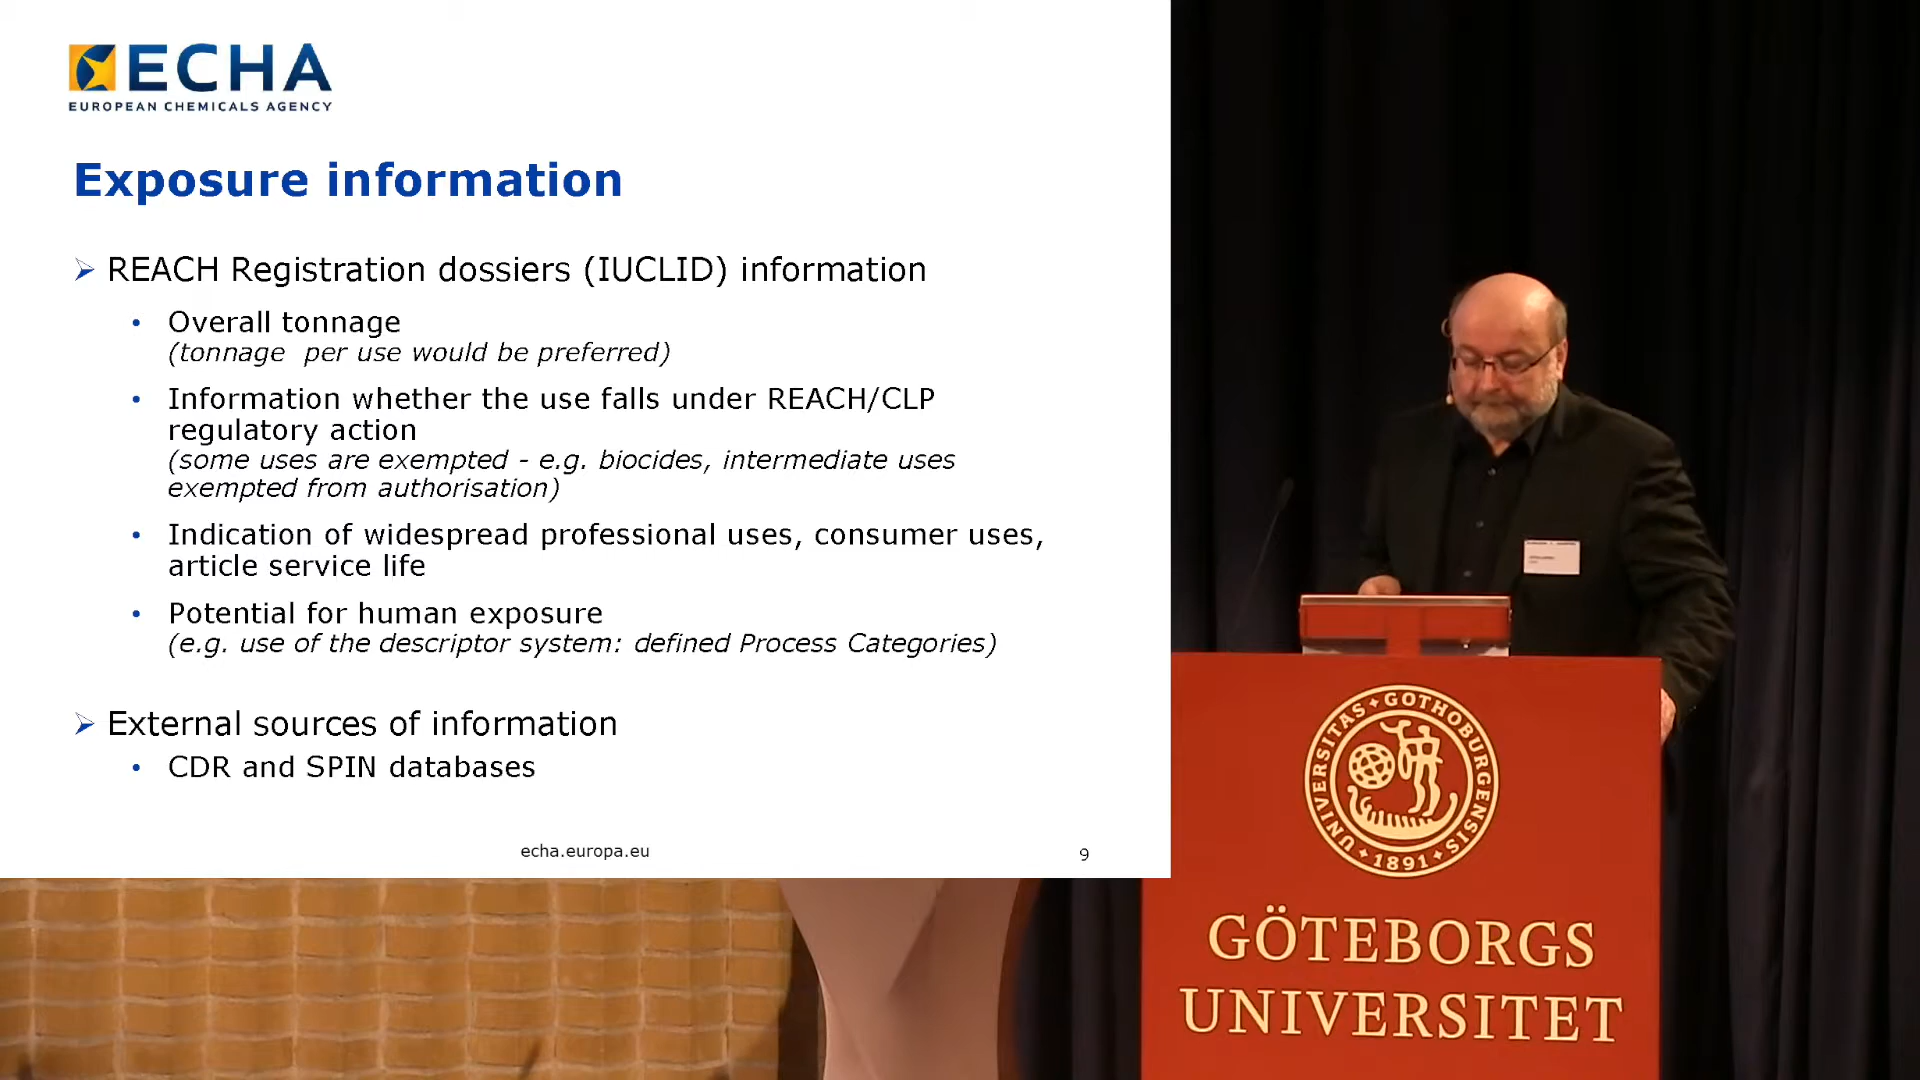 ECHA
EUROPEAN CHEMICALS AGENCY
Exposure information
➢ REACH Registration dossiers (IUCLID) information
• Overall tonnage
(tonnage per use would be preferred)
• Information whether the use falls under REACH/CLP
regulatory action
(some uses are exempted - e.g. biocides, intermediate uses
exempted from authorisation)
• Indication of widespread professional uses, consumer uses,
article service life
• Potential for human exposure
(e.g. use of the descriptor system: defined Process Categories)
➢ External sources of information
• CDR and SPIN databases
echa.europa.eu
9
UNIVERSITAS GOTHOBURGENSIS
1891
GÖTEBORGS
UNIVERSITET